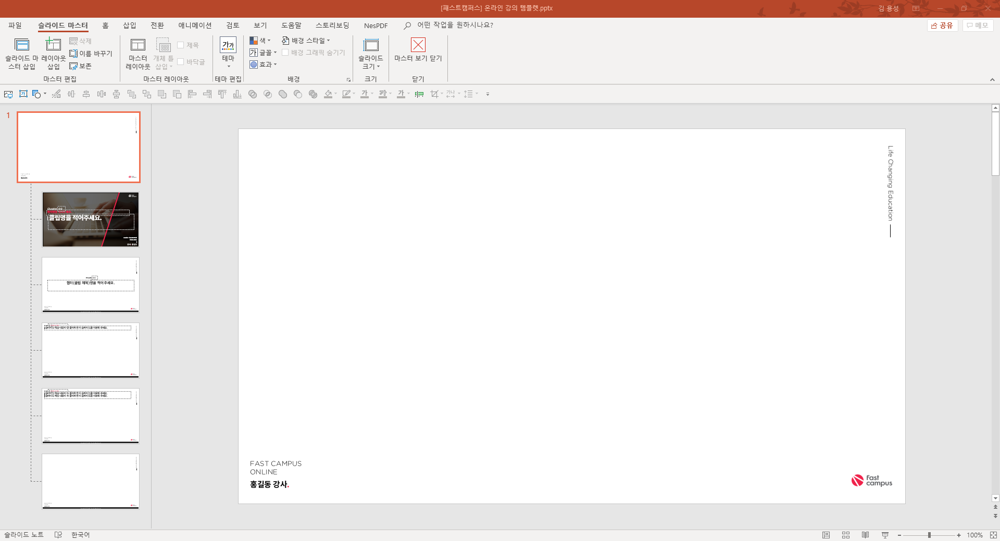 [패스트캠퍼스] 온라인 강의 템플렛.pptx
김 용성
파일
슬라이드 마스터
홈
삽입
전환
애니메이션
검토
보기
도움말
스토리보딩
NesPDF
어떤 작업을 원하시나요?
공유
메모
슬라이드 마
스터 삽입
레이아웃
삽입
삭제
이름 바꾸기
보존
마스터 편집
마스터
레이아웃
개체 틀
삽입
제목
바닥글
마스터 레이아웃
가가
테마
테마 편집
색
가 글꼴
효과
배경 스타일
배경 그래픽 숨기기
배경
슬라이드
크기
크기
마스터 보기 닫기
닫기
1
클립명을 적어주세요.
챕터(클립 제목)명을 적어 주세요.
Life Changing Education
FAST CAMPUS
ONLINE
홍길동 강사.
Fast
campus
슬라이드 노트
한국어
100%